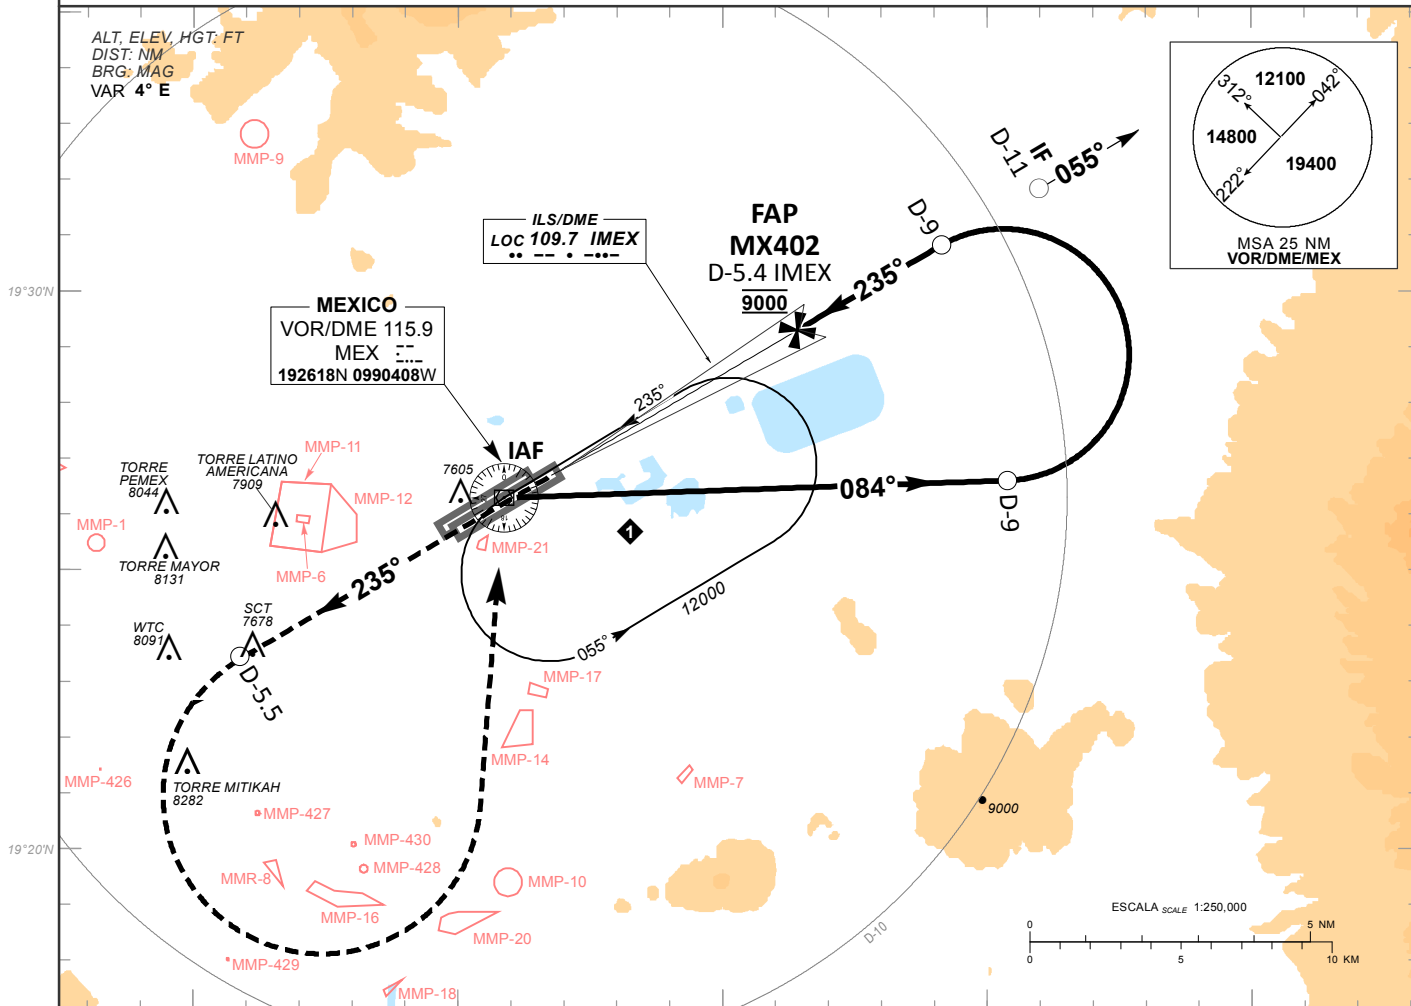 ALT, ELEV, HGT: FT
DIST: NM
BRG: MAG
VAR 4° E
MMP-9
ILS/DME
LOC 109.7 IMEX
FAP
MX402
D-5.4 IMEX
9000
D-9
235°
D-11
IF
055°
312°
12100
042°
14800
19400
222°
MSA 25 NM
VOR/DME/MEX
19°30'N
MEXICO
VOR/DME 115.9
MEX
192618N 0990408W
235°
IAF
MMP-11
TORRE LATINO
AMERICANA
7909
TORRE
PEMEX
8044
7605
MMP-12
MMP-1
MMP-6
MMP-21
TORRE MAYOR
8131
084°
D-9
1
235°
SCT
7678
WTC
8091
D-5.5
12000
055°
MMP-17
MMP-14
MMP-7
MMP-426
TORRE MITIKAH
8282
MMP-427
9000
MMP-430
MMP-428
19°20'N
MMR-8
MMP-10
MMP-16
MMP-20
D-10
MMP-429
MMP-18
ESCALA SCALE 1:250,000
0 5 NM
0 5 10 KM